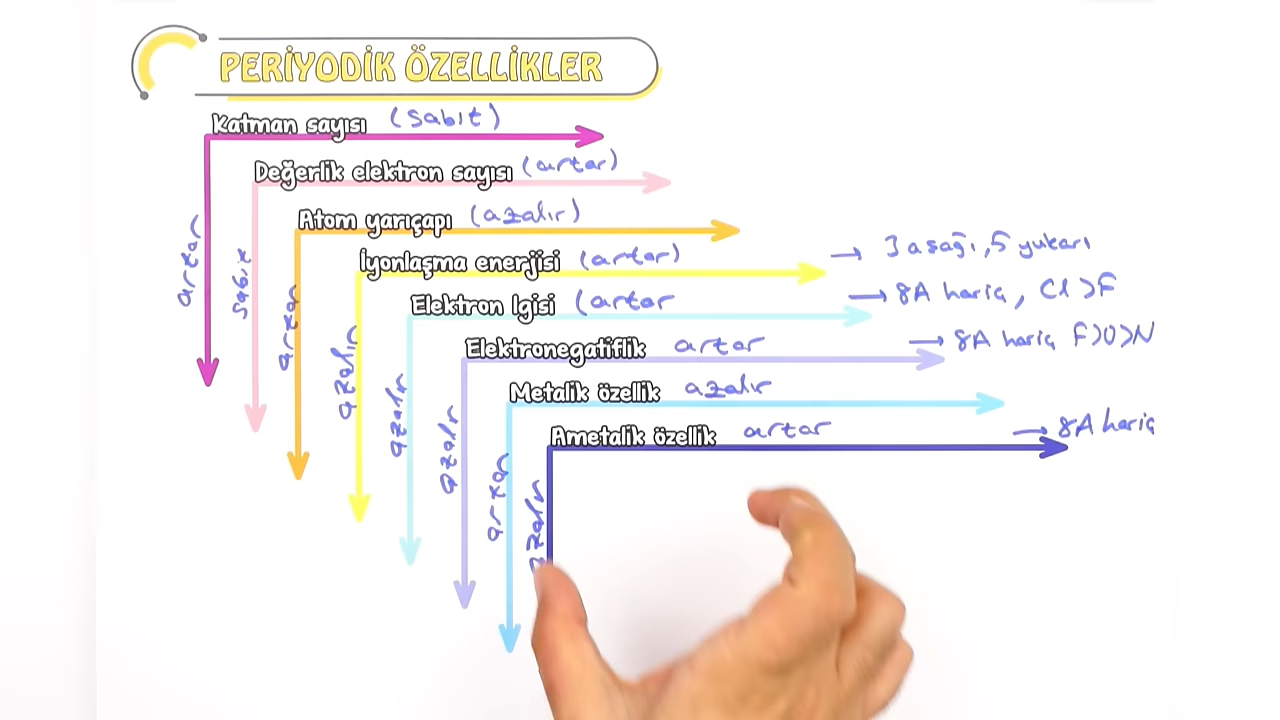 PERİYODİK ÖZELLİKLER
Katman sayısı (sabit)
Değerlik elektron sayısı (artar)
Atom yarıçapı (azalır)
İyonlaşma enerjisi (artar) → 3 aşağı, 5 yukarı
Elektron lgisi (artar → 8A hariç, Cl>F
Elektronegatiflik artar → 8A hariç F>O>N
Metalik özellik azalır
Ametalik özellik artar → 8A hariç
artar
sabit
artar
azalır
azalır
azalır
artar
azalır